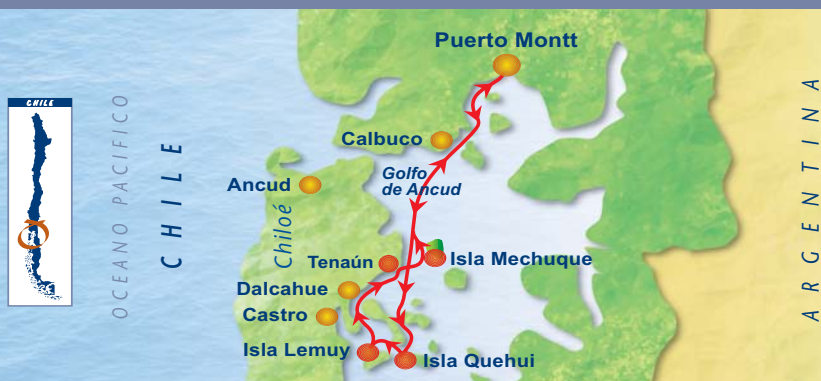 CHILE
OCEANO PACIFICO
CHILE
Puerto Montt
Calbuco
Golfo
de Ancud
Ancud
Chiloé
Tenaún
Isla Mechuque
Dalcahue
Castro
Isla Lemuy
Isla Quehui
ARGENTINA